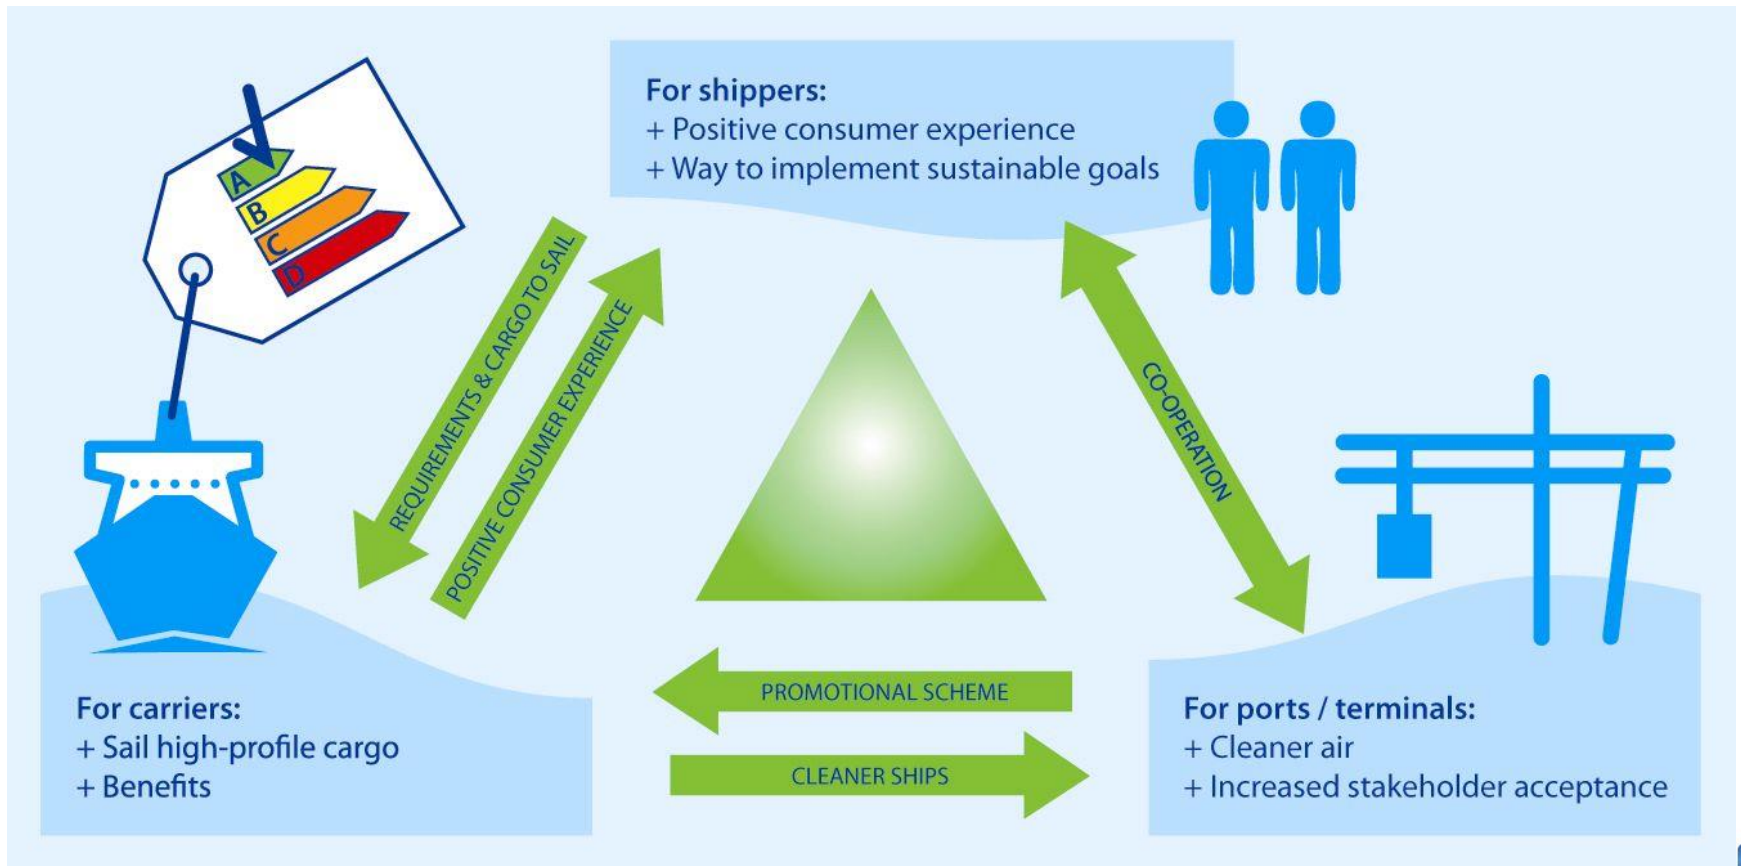 For shippers:
+ Positive consumer experience
+ Way to implement sustainable goals
A
B
C
D
REQUIREMENTS & CARGO TO SAIL
POSITIVE CONSUMER EXPERIENCE
CO-OPERATION
PROMOTIONAL SCHEME
CLEANER SHIPS
For carriers:
+ Sail high-profile cargo
+ Benefits
For ports / terminals:
+ Cleaner air
+ Increased stakeholder acceptance